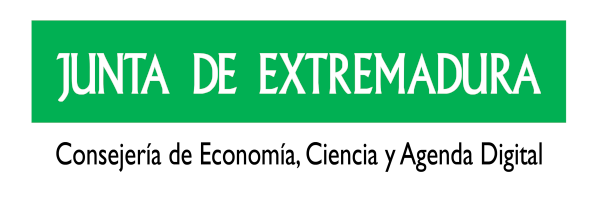 JUNTA DE EXTREMADURA
Consejería de Economía, Ciencia y Agenda Digital